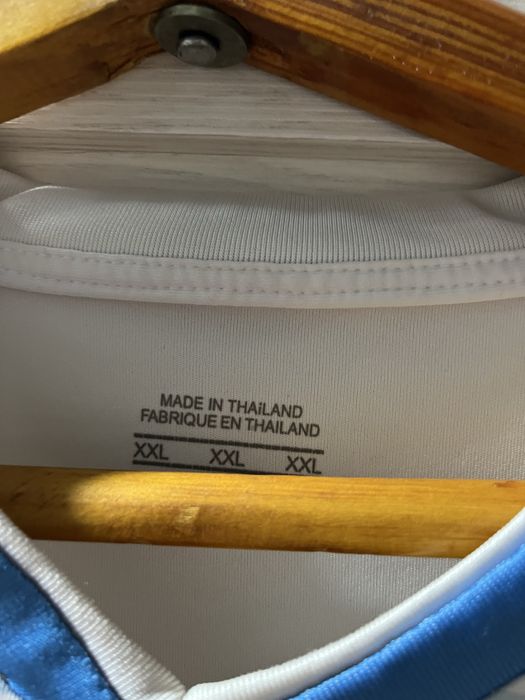 MADE IN THAiLAND
FABRIQUE EN THAILAND
XXL XXL XXL